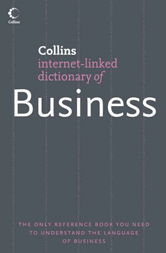 Collins
Collins
internet-linked
dictionary of
Business
THE ONLY REFERENCE BOOK YOU NEED
TO UNDERSTAND THE LANGUAGE
OF BUSINESS